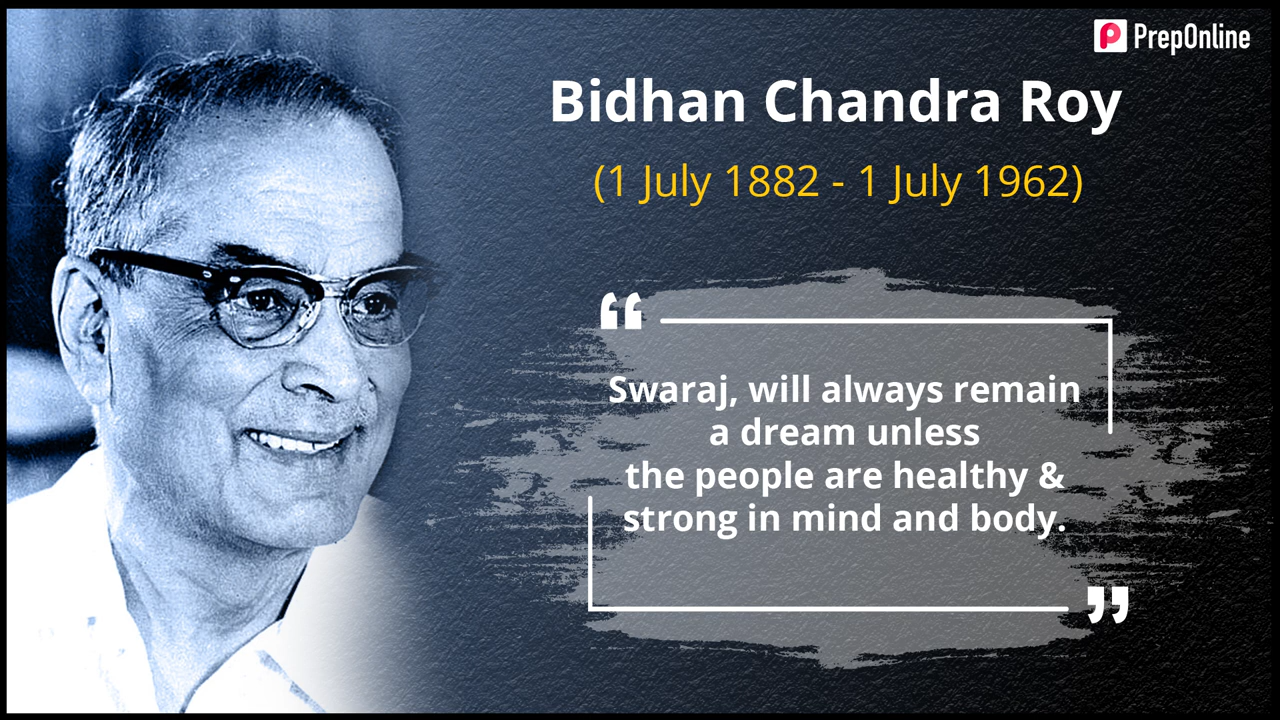 PrepOnline
Bidhan Chandra Roy
(1 July 1882 - 1 July 1962)
“
Swaraj, will always remain
a dream unless
the people are healthy &
strong in mind and body.
”